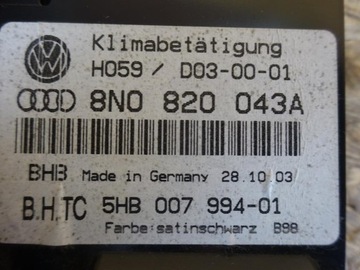 Klimabetätigung
H059 / D03-00-01
8N0 820 043A
BHB Made in Germany 28.10.03
B.H.TC 5HB 007 994-01
Farbe:satinschwarz B98